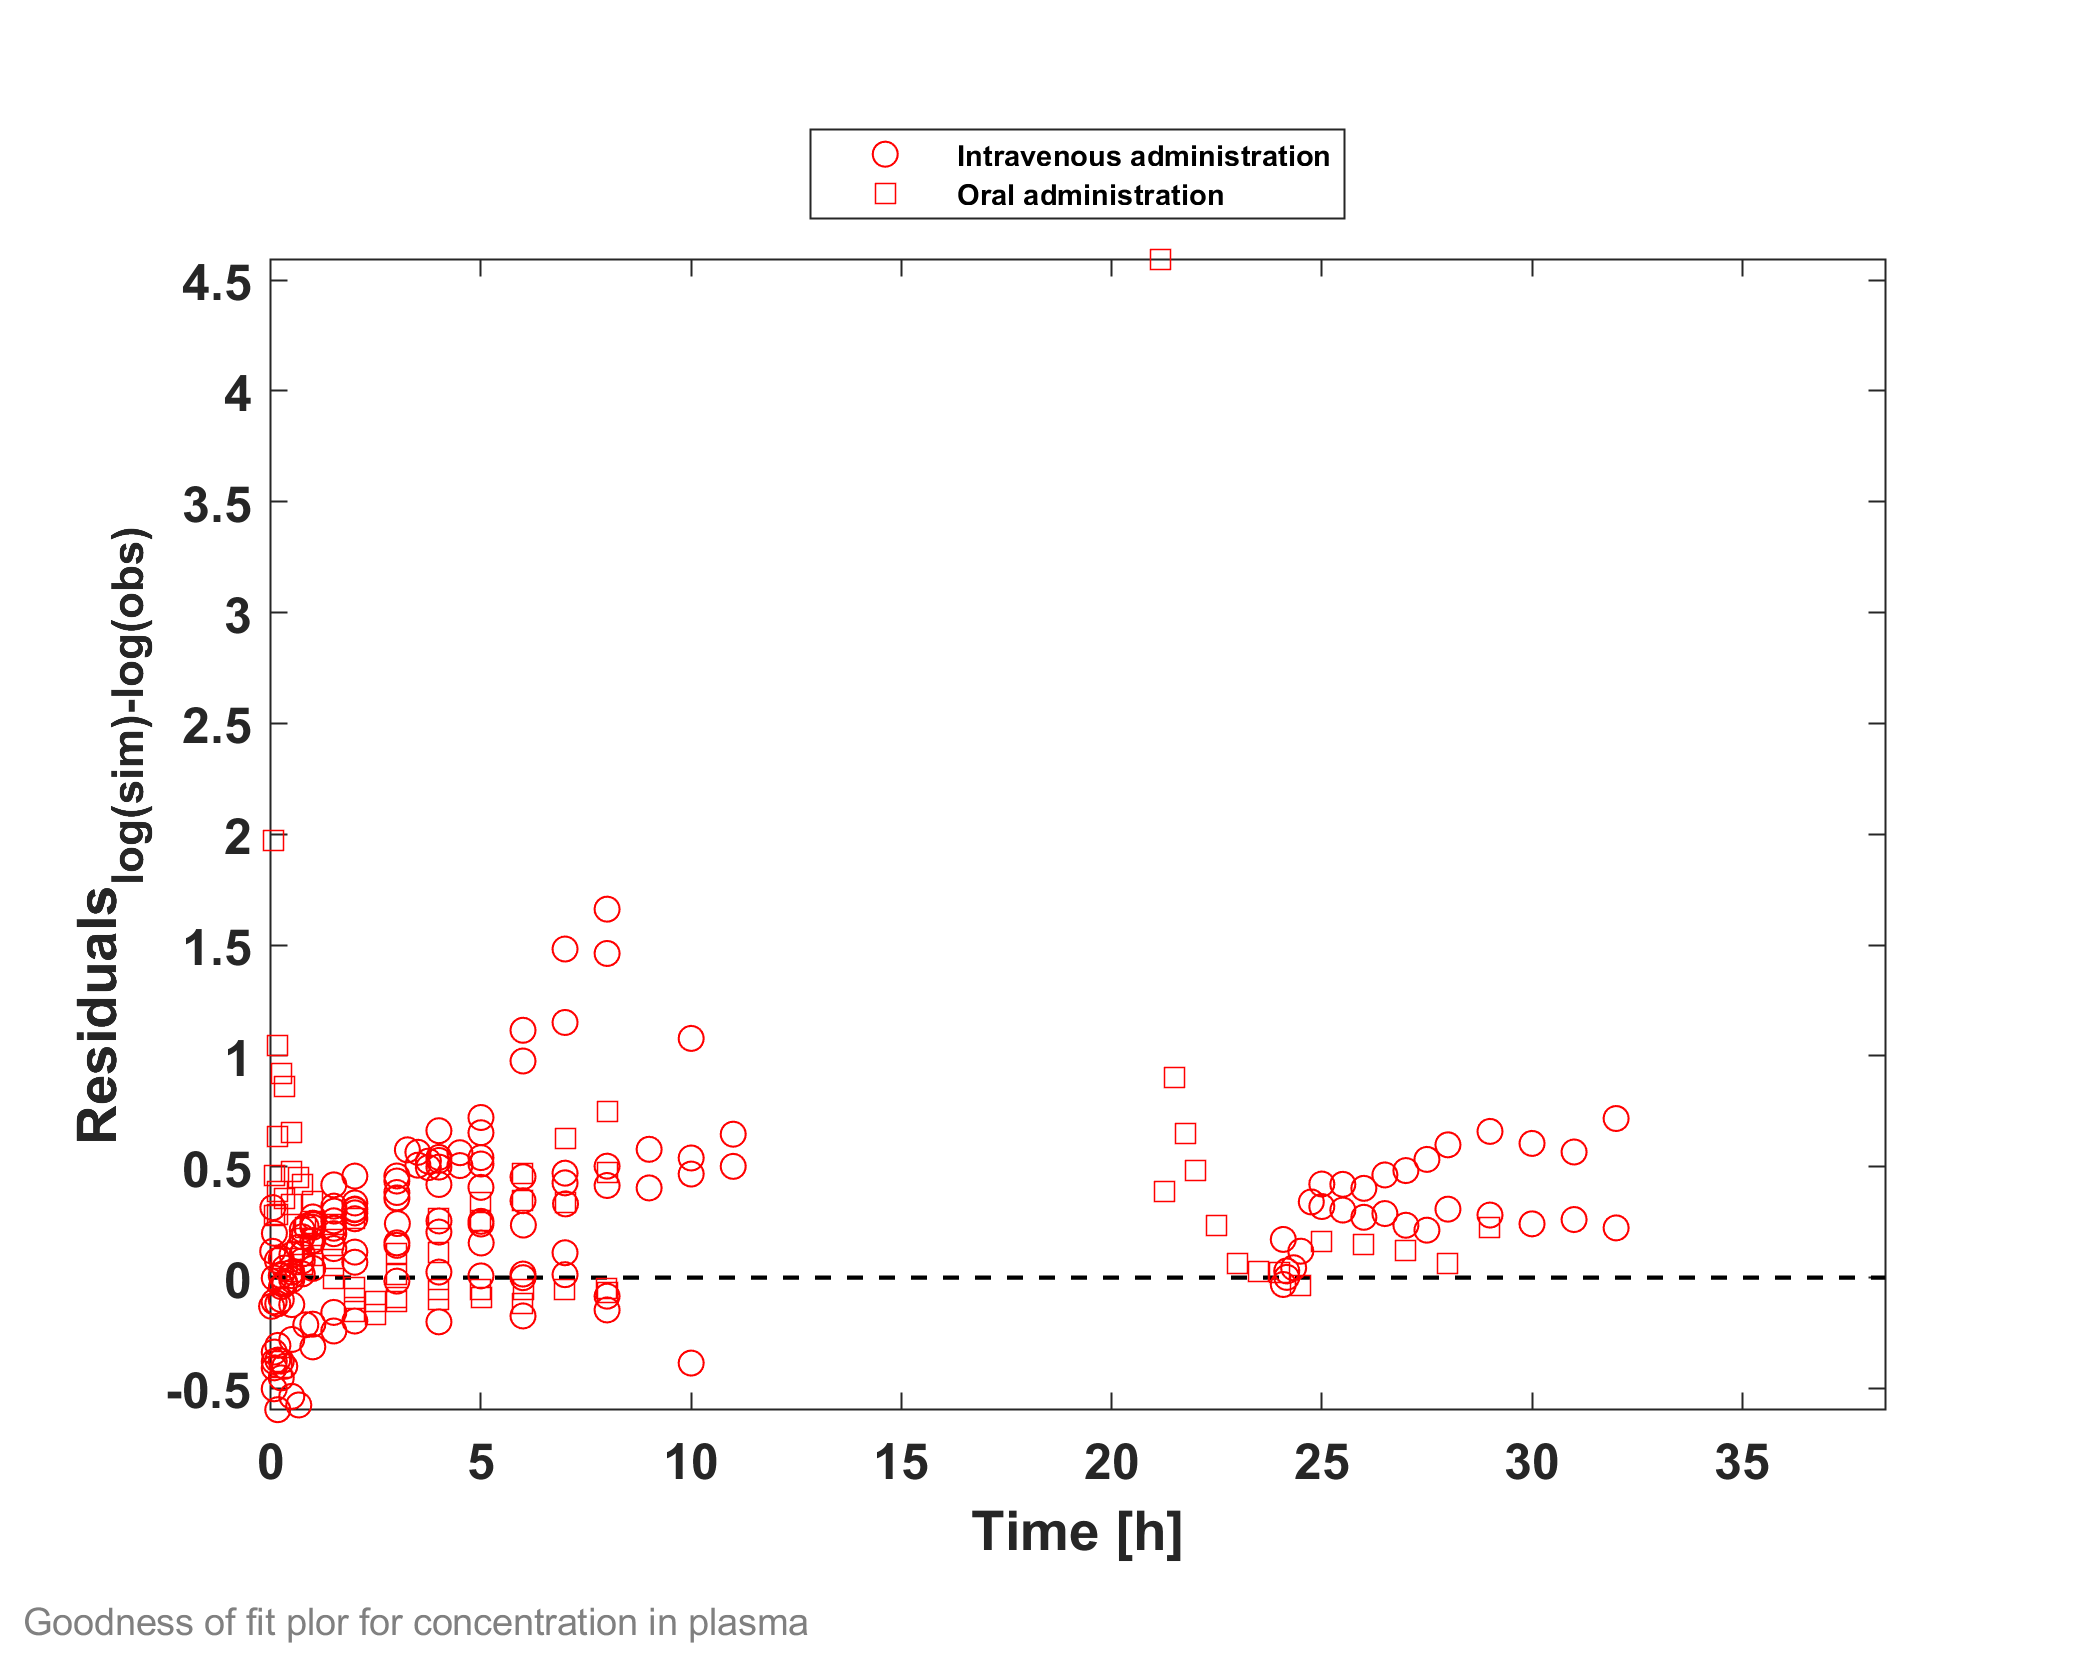 Intravenous administration
Oral administration
4.5
4
3.5
3
2.5
2
1.5
1
0.5
0
-0.5
Residuals log(sim)-log(obs)
0 5 10 15 20 25 30 35
Time [h]
Goodness of fit plor for concentration in plasma